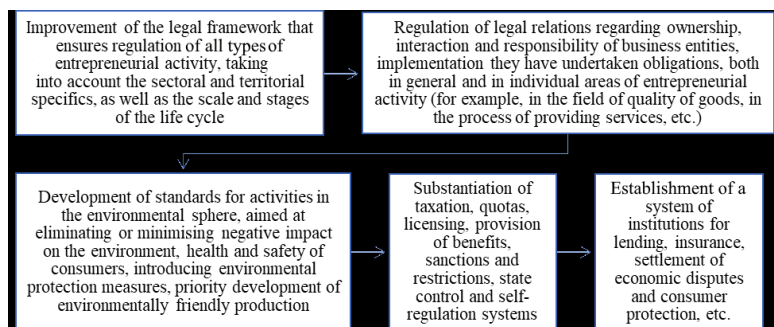 Improvement of the legal framework that
ensures regulation of all types of
entrepreneurial activity, taking
into account the sectoral and territorial
specifics, as well as the scale and stages
of the life cycle
Regulation of legal relations regarding ownership,
interaction and responsibility of business entities,
implementation they have undertaken obligations, both
in general and in individual areas of entrepreneurial
activity (for example, in the field of quality of goods, in
the process of providing services, etc.)
Development of standards for activities in
the environmental sphere, aimed at
eliminating or minimising negative impact
on the environment, health and safety of
consumers, introducing environmental
protection measures, priority development of
environmentally friendly production
Substantiation of
taxation, quotas,
licensing, provision
of benefits,
sanctions and
restrictions, state
control and self-
regulation systems
Establishment of a
system of
institutions for
lending, insurance,
settlement of
economic disputes
and consumer
protection, etc.